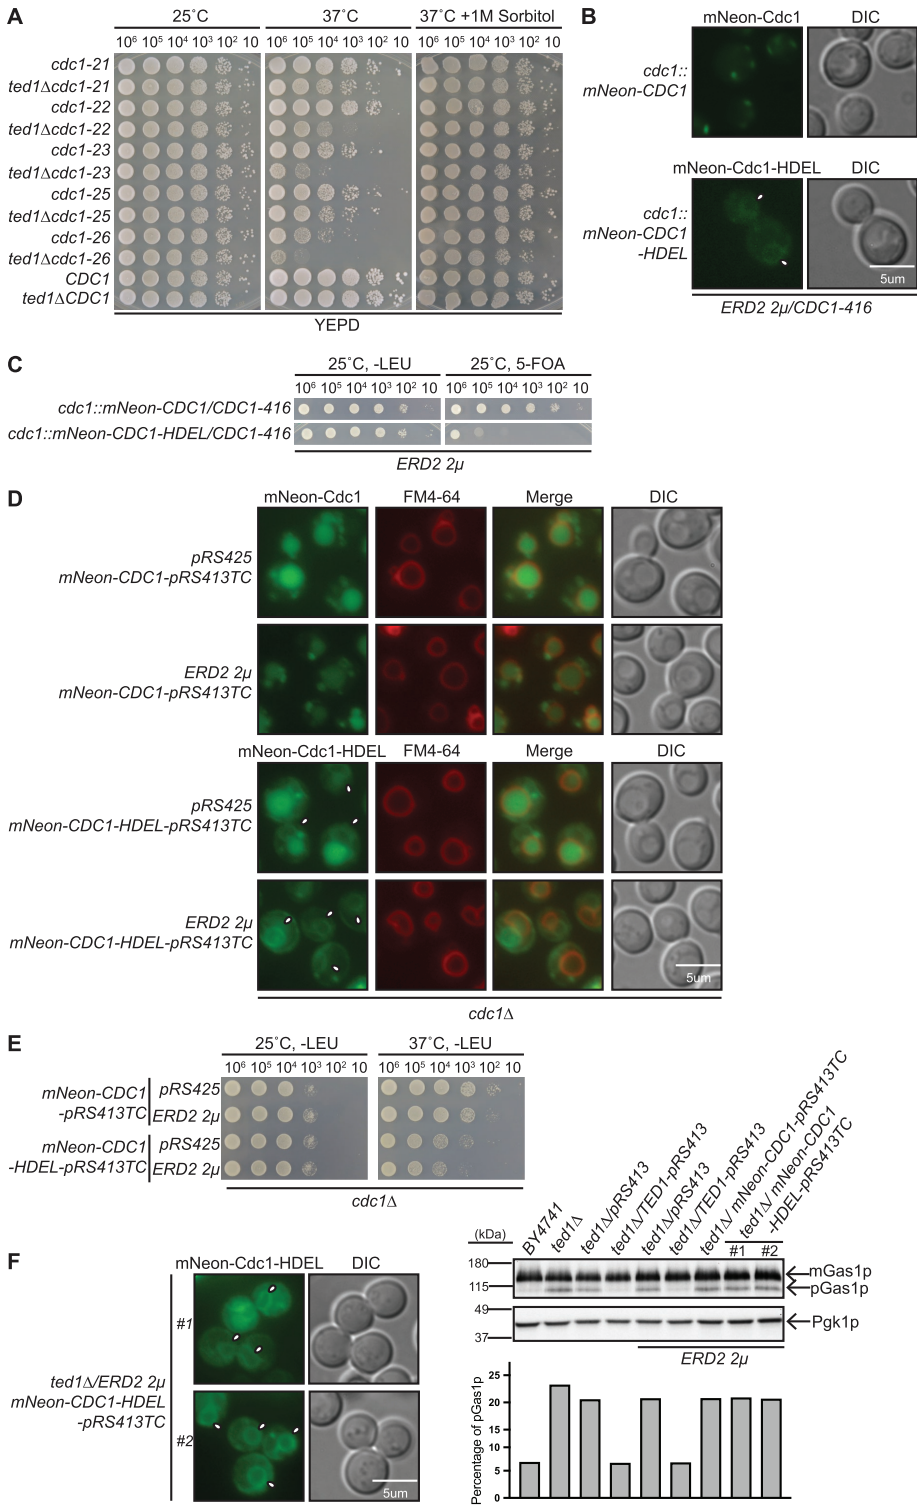 A
25˚C 37˚C 37˚C +1M Sorbitol
10⁶ 10⁵ 10⁴ 10³ 10² 10 10⁶ 10⁵ 10⁴ 10³ 10² 10 10⁶ 10⁵ 10⁴ 10³ 10² 10
cdc1-21
ted1Δcdc1-21
cdc1-22
ted1Δcdc1-22
cdc1-23
ted1Δcdc1-23
cdc1-25
ted1Δcdc1-25
cdc1-26
ted1Δcdc1-26
CDC1
ted1ΔCDC1
YEPD
B
mNeon-Cdc1 DIC
cdc1::
mNeon-CDC1
mNeon-Cdc1-HDEL DIC
cdc1::
mNeon-CDC1
-HDEL
5um
ERD2 2µ/CDC1-416
C
25˚C, -LEU 25˚C, 5-FOA
10⁶ 10⁵ 10⁴ 10³ 10² 10 10⁶ 10⁵ 10⁴ 10³ 10² 10
cdc1::mNeon-CDC1/CDC1-416
cdc1::mNeon-CDC1-HDEL/CDC1-416
ERD2 2µ
D
mNeon-Cdc1 FM4-64 Merge DIC
pRS425
mNeon-CDC1-pRS413TC
ERD2 2µ
mNeon-CDC1-pRS413TC
mNeon-Cdc1-HDEL FM4-64 Merge DIC
pRS425
mNeon-CDC1-HDEL-pRS413TC
ERD2 2µ
mNeon-CDC1-HDEL-pRS413TC
5um
cdc1Δ
E
25˚C, -LEU 37˚C, -LEU
10⁶ 10⁵ 10⁴ 10³ 10² 10 10⁶ 10⁵ 10⁴ 10³ 10² 10
mNeon-CDC1
-pRS413TC
pRS425
ERD2 2µ
mNeon-CDC1
-HDEL-pRS413TC
pRS425
ERD2 2µ
cdc1Δ
F
mNeon-Cdc1-HDEL DIC
#1
#2
ted1Δ/ERD2 2µ
mNeon-CDC1-HDEL
-pRS413TC
5um
(kDa)
BY4741
ted1Δ
ted1Δ/pRS413
ted1Δ/TED1-pRS413
ted1Δ/pRS413
ted1Δ/TED1-pRS413
ted1Δ/ mNeon-CDC1-pRS413TC
ted1Δ/ mNeon-CDC1
-HDEL-pRS413TC
#1 #2
180
115
49
37
mGas1p
pGas1p
Pgk1p
ERD2 2µ
Percentage of pGas1p
25
20
15
10
5
0